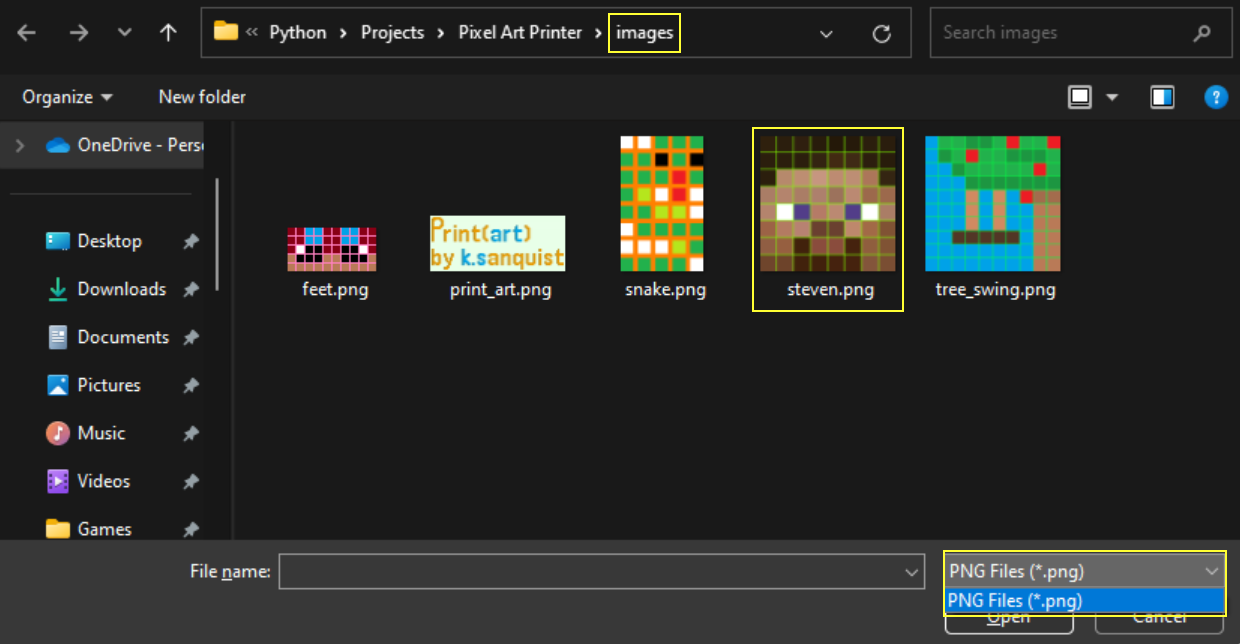 « Python › Projects › Pixel Art Printer › images
Search images
Organize
New folder
?
OneDrive - Pers
Desktop
Downloads
Documents
Pictures
Music
Videos
Games
Print(art)
by k.sanquist
feet.png
print_art.png
snake.png
steven.png
tree_swing.png
File name:
PNG Files (*.png)
PNG Files (*.png)
Open
Cancel